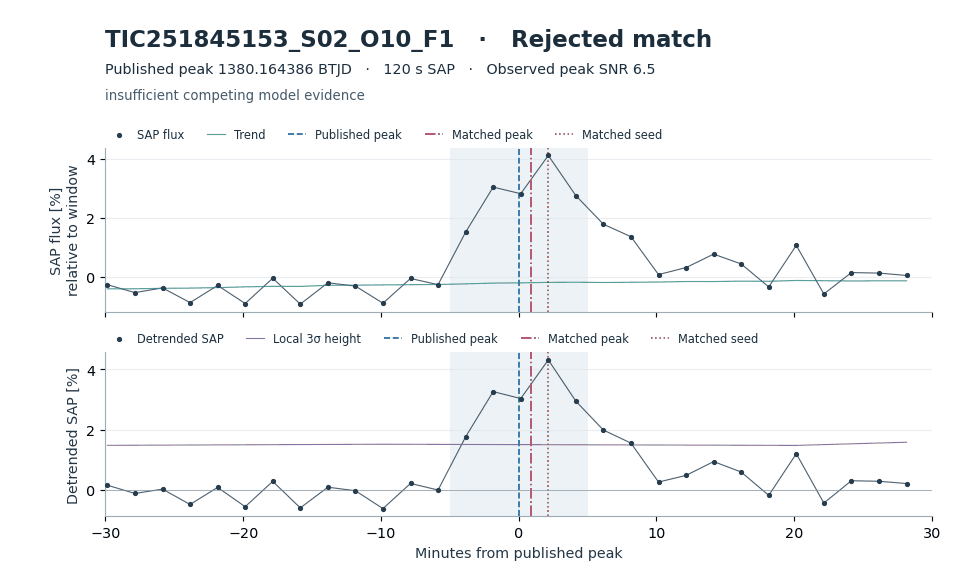 TIC251845153_S02_O10_F1 · Rejected match
Published peak 1380.164386 BTJD · 120 s SAP · Observed peak SNR 6.5
insufficient competing model evidence
SAP flux Trend Published peak Matched peak Matched seed
SAP flux [%]
relative to window
4
2
0
Detrended SAP Local 3σ height Published peak Matched peak Matched seed
Detrended SAP [%]
4
2
0
−30 −20 −10 0 10 20 30
Minutes from published peak